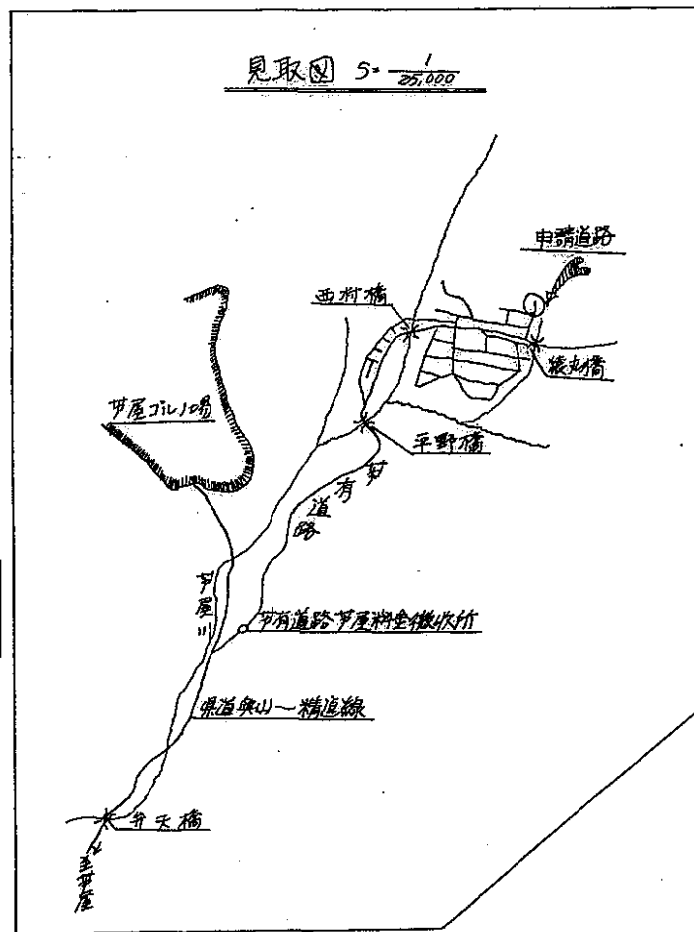 見取図 S=1/25,000
申請道路
西村橋
猿丸橋
芦屋ゴルフ場
平野橋
芦有道路
芦屋川
芦有道路芦屋料金徴収所
県道奥山〜精道線
弁天橋
至芦屋